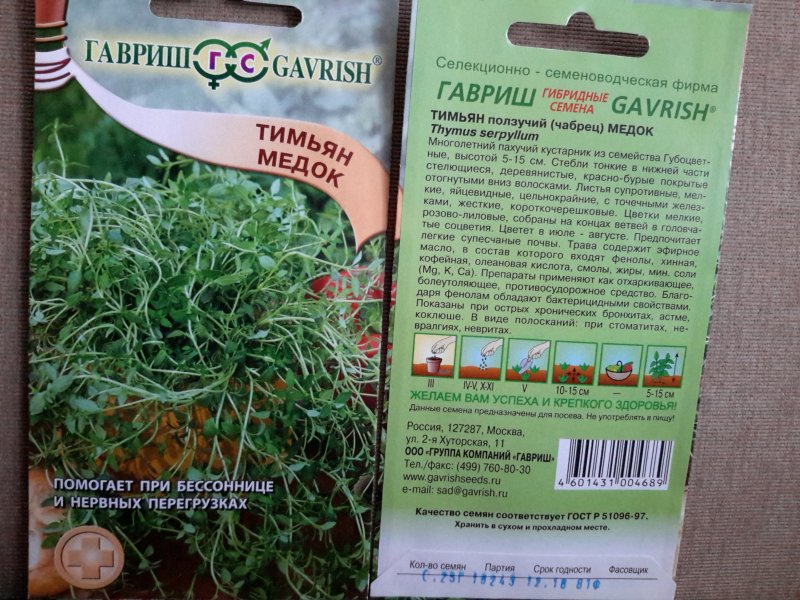 ГАВРИШ Г-С GAVRISH®
ТИМЬЯН
МЕДОК
ПОМОГАЕТ ПРИ БЕССОННИЦЕ
И НЕРВНЫХ ПЕРЕГРУЗКАХ
Селекционно - семеноводческая фирма
ГАВРИШ ГИБРИДНЫЕ СЕМЕНА GAVRISH®
ТИМЬЯН ползучий (чабрец) МЕДОК
Thymus serpyllum
Многолетний пахучий кустарник из семейства Губоцвет-
ные, высотой 5-15 см. Стебли тонкие в нижней части
стелющиеся, деревянистые, красно-бурые покрытые
отогнутыми вниз волосками. Листья супротивные, мел-
кие, яйцевидные, цельнокрайние, с точечными желез-
ками, жесткие, короткочерешковые. Цветки мелкие,
розово-лиловые, собраны на концах ветвей в головча-
тые соцветия. Цветет в июле - августе. Предпочитает
легкие супесчаные почвы. Трава содержит эфирное
масло, в состав которого входят фенолы, хинная,
кофейная, олеановая кислота, смолы, жиры, мин. соли
(Mg, K, Ca). Препараты применяют как отхаркивающее,
болеутоляющее, противосудорожное средство. Благо-
даря фенолам обладают бактерицидными свойствами.
Показаны при острых хронических бронхитах, астме,
коклюше. В виде полосканий: при стоматитах, не-
вралгиях, невритах.
III IV-V, X-XI V 10-15 см — 5-15 см
ЖЕЛАЕМ ВАМ УСПЕХА И КРЕПКОГО ЗДОРОВЬЯ!
Данные семена предназначены для посева. Не употреблять в пищу!
Россия, 127287, Москва,
ул. 2-я Хуторская, 11
ООО «ГРУППА КОМПАНИЙ «ГАВРИШ»
Тел./факс: (499) 760-80-30
www.gavrishseeds.ru
e-mail: sad@gavrish.ru
4 601431 004689
Качество семян соответствует ГОСТ Р 51096-97.
Хранить в сухом и прохладном месте.
Кол-во семян Партия Срок годности Фасовщик
12.18